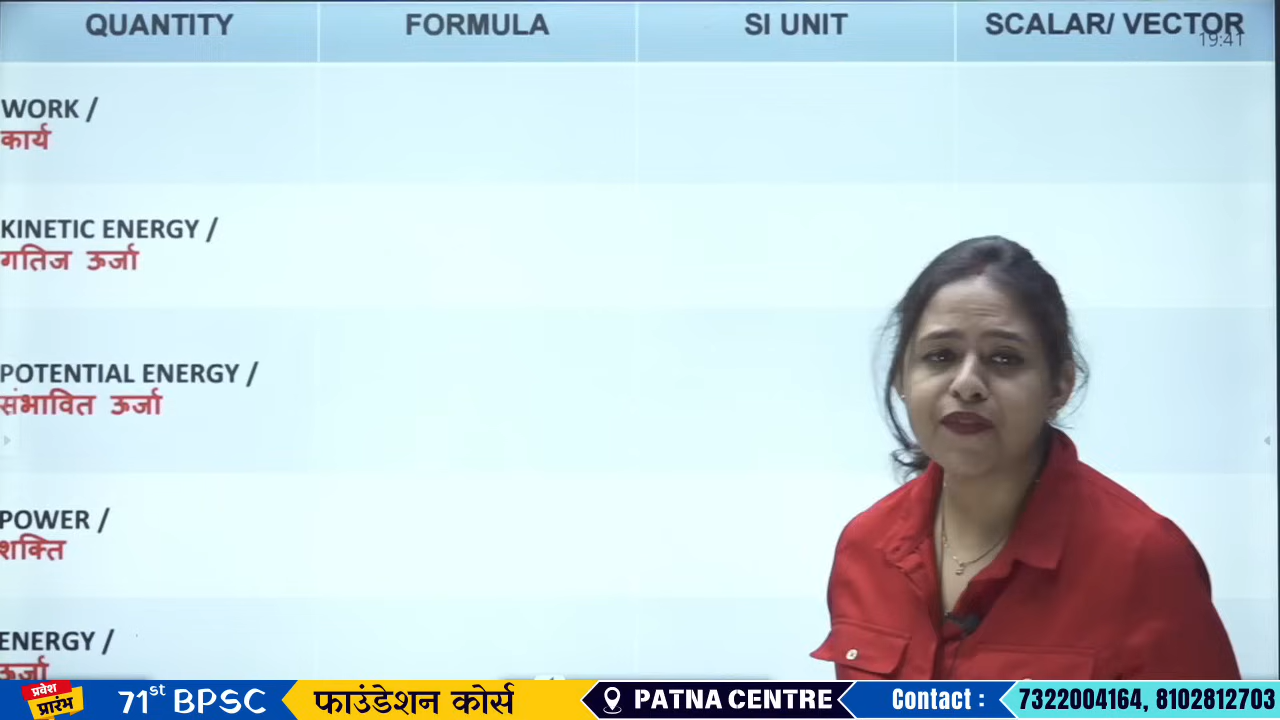 QUANTITY FORMULA SI UNIT SCALAR/ VECTOR
19:41
WORK /
कार्य
KINETIC ENERGY /
गतिज ऊर्जा
POTENTIAL ENERGY /
संभावित ऊर्जा
POWER /
शक्ति
ENERGY /
ऊर्जा
प्रवेश
प्रारंभ
71st BPSC फाउंडेशन कोर्स PATNA CENTRE Contact : 7322004164, 8102812703